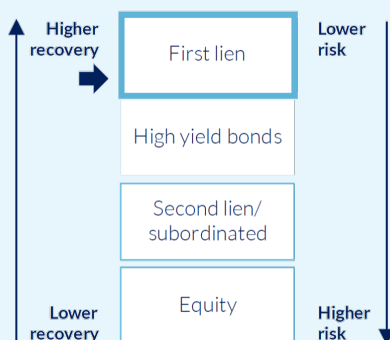 Higher
recovery
First lien
Lower
risk
High yield bonds
Second lien/
subordinated
Equity
Lower
recovery
Higher
risk